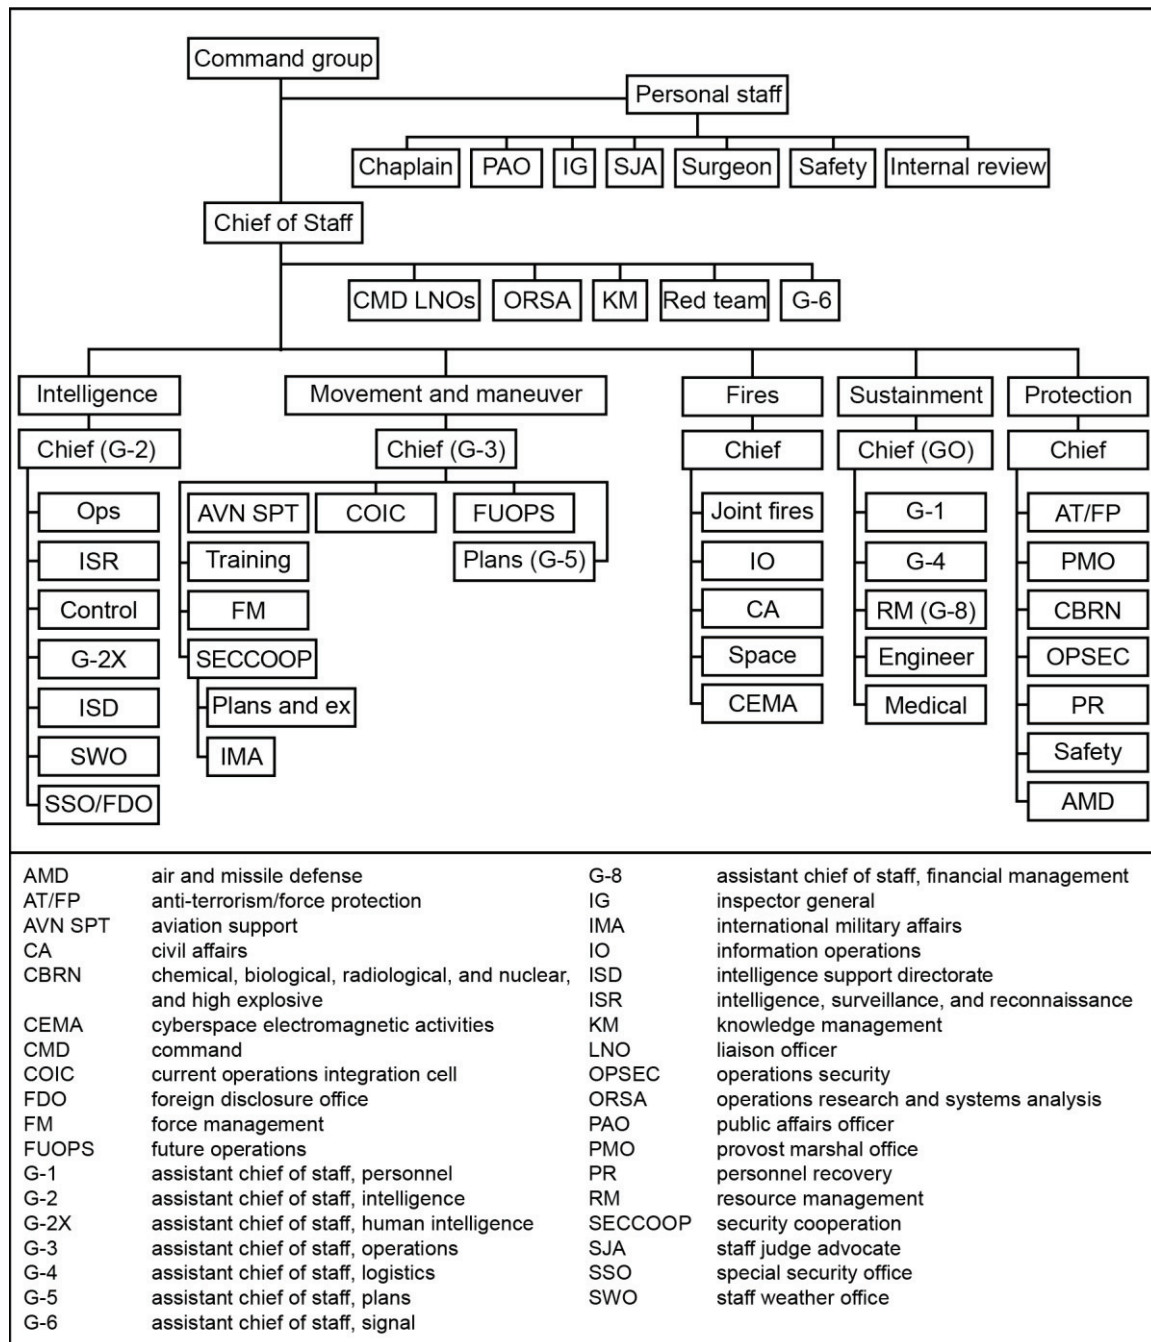 Command group
Personal staff
Chaplain
PAO
IG
SJA
Surgeon
Safety
Internal review
Chief of Staff
CMD LNOs
ORSA
KM
Red team
G-6
Intelligence
Movement and maneuver
Fires
Sustainment
Protection
Chief (G-2)
Chief (G-3)
Chief
Chief (GO)
Chief
Ops
ISR
Control
G-2X
ISD
SWO
SSO/FDO
AVN SPT
Training
FM
SECCOOP
Plans and ex
IMA
COIC
FUOPS
Plans (G-5)
Joint fires
IO
CA
Space
CEMA
G-1
G-4
RM (G-8)
Engineer
Medical
AT/FP
PMO
CBRN
OPSEC
PR
Safety
AMD
AMD air and missile defense
AT/FP anti-terrorism/force protection
AVN SPT aviation support
CA civil affairs
CBRN chemical, biological, radiological, and nuclear,
and high explosive
CEMA cyberspace electromagnetic activities
CMD command
COIC current operations integration cell
FDO foreign disclosure office
FM force management
FUOPS future operations
G-1 assistant chief of staff, personnel
G-2 assistant chief of staff, intelligence
G-2X assistant chief of staff, human intelligence
G-3 assistant chief of staff, operations
G-4 assistant chief of staff, logistics
G-5 assistant chief of staff, plans
G-6 assistant chief of staff, signal
G-8 assistant chief of staff, financial management
IG inspector general
IMA international military affairs
IO information operations
ISD intelligence support directorate
ISR intelligence, surveillance, and reconnaissance
KM knowledge management
LNO liaison officer
OPSEC operations security
ORSA operations research and systems analysis
PAO public affairs officer
PMO provost marshal office
PR personnel recovery
RM resource management
SECCOOP security cooperation
SJA staff judge advocate
SSO special security office
SWO staff weather office